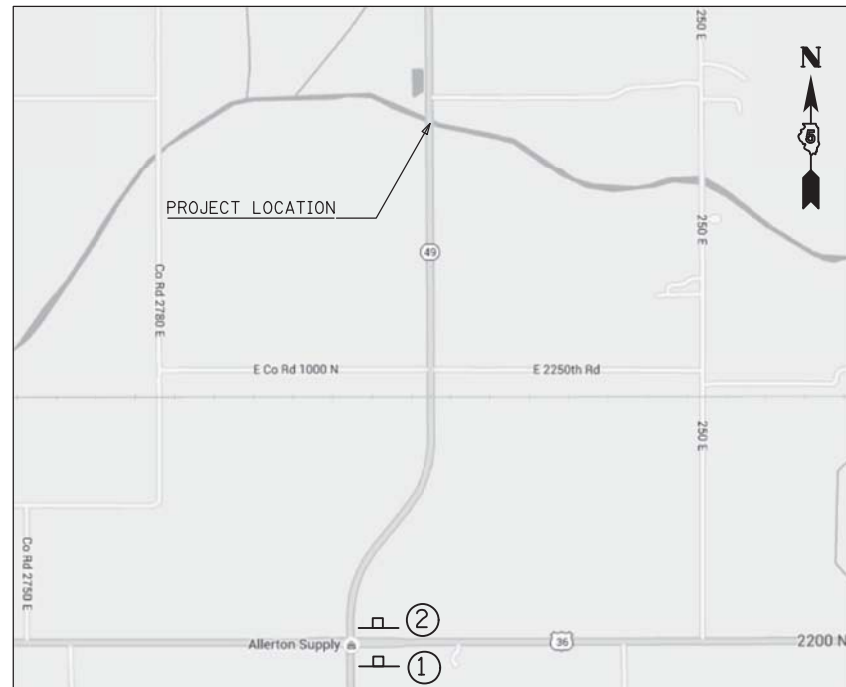 250 E
N
5
PROJECT LOCATION
250 E
49
Co Rd 2780 E
E Co Rd 1000 N
E 2250th Rd
250 E
Co Rd 2750 E
2
Allerton Supply
36
2200 N
1